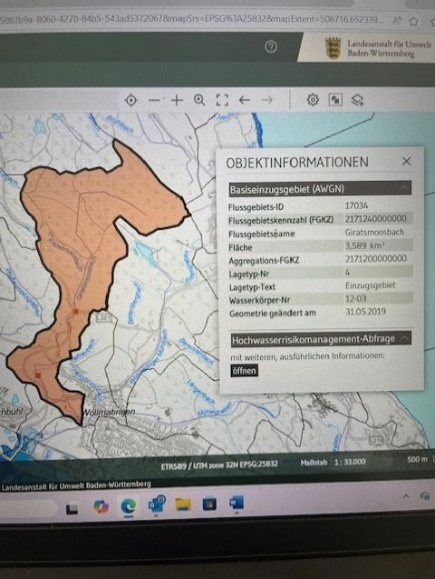 5083b9a-8060-4270-84b5-543ad5372067&mapSrs=EPSG%3A25832&mapExtent=506716.652339...
Landesanstalt für Umwelt
Baden-Württemberg
OBJEKTINFORMATIONEN
Basiseinzugsgebiet (AWGN)
Flussgebiets-ID 17034
Flussgebietskennzahl (FGKZ) 2171240000000
Flussgebietsname Giratsmoosbach
Fläche 3,589 km²
Aggregations-FGKZ 2171200000000
Lagetyp-Nr 4
Lagetyp-Text Einzugsgebiet
Wasserkörper-Nr 12-03
Geometrie geändert am 31.05.2019
Hochwasserrisikomanagement-Abfrage
mit weiteren, ausführlichen Informationen:
öffnen
Wollmatingen
ETRS89 / UTM zone 32N EPSG:25832 Maßstab 1 : 33.000 500 m
Landesanstalt für Umwelt Baden-Württemberg